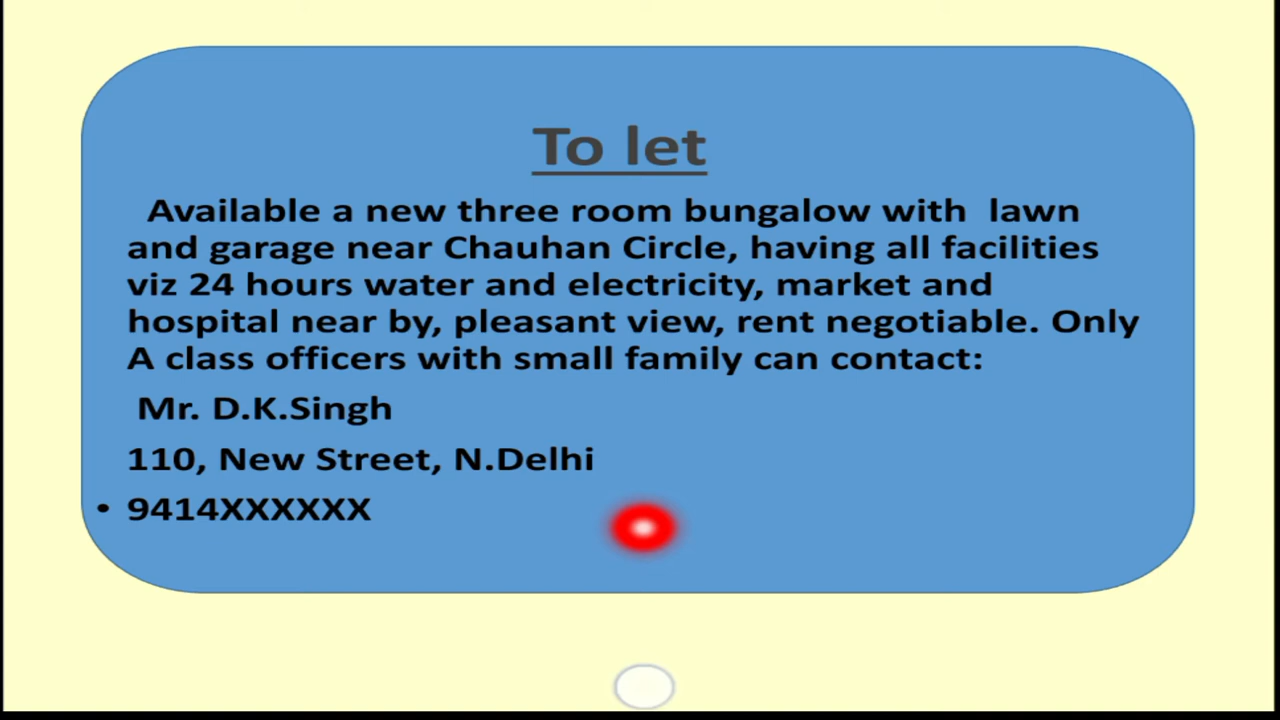 To let
Available a new three room bungalow with lawn
and garage near Chauhan Circle, having all facilities
viz 24 hours water and electricity, market and
hospital near by, pleasant view, rent negotiable. Only
A class officers with small family can contact:
Mr. D.K.Singh
110, New Street, N.Delhi
• 9414XXXXXX